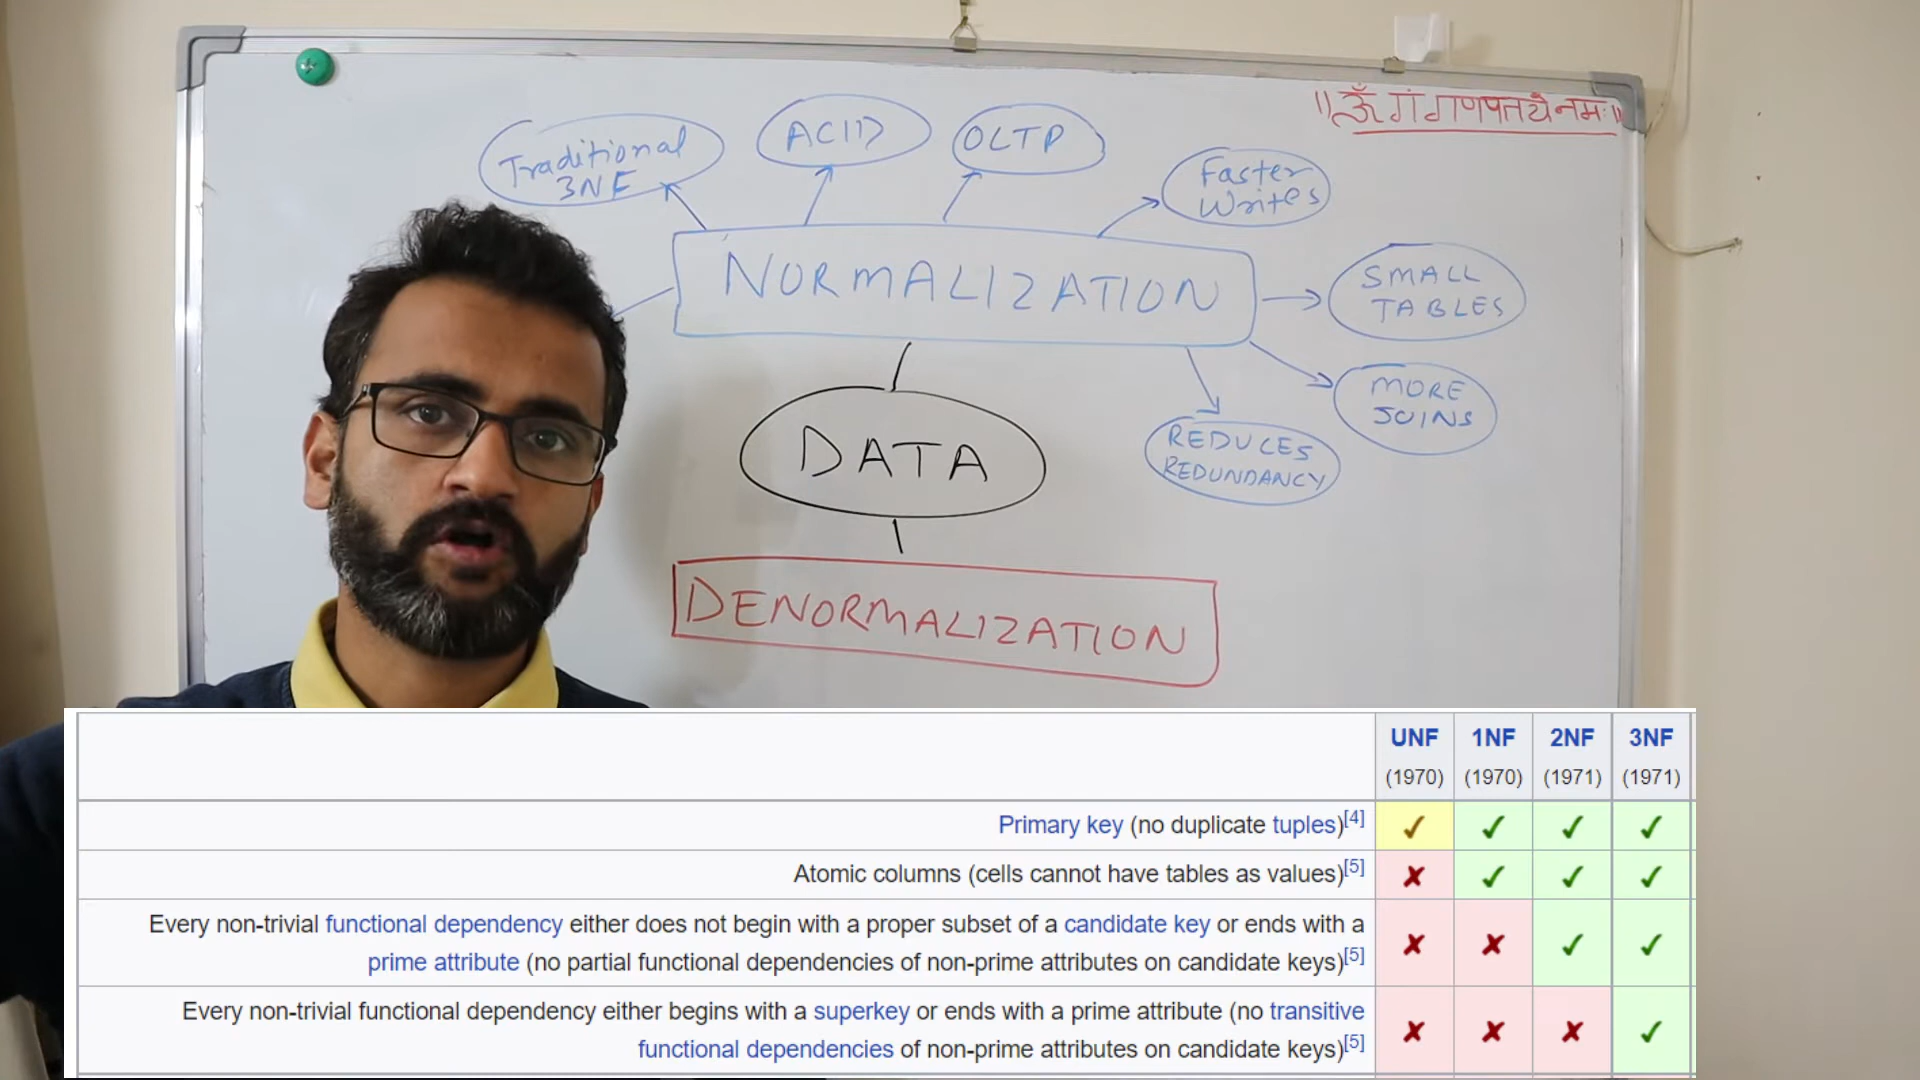 ॥ ॐ गं गणपतये नमः ॥
Traditional
3NF
ACID
OLTP
Faster
Writes
NORMALIZATION
SMALL
TABLES
MORE
JOINS
REDUCES
REDUNDANCY
DATA
DENORMALIZATION
UNF 1NF 2NF 3NF
(1970) (1970) (1971) (1971)
Primary key (no duplicate tuples)[4] ✓ ✓ ✓ ✓
Atomic columns (cells cannot have tables as values)[5] ✗ ✓ ✓ ✓
Every non-trivial functional dependency either does not begin with a proper subset of a candidate key or ends with a
prime attribute (no partial functional dependencies of non-prime attributes on candidate keys)[5] ✗ ✗ ✓ ✓
Every non-trivial functional dependency either begins with a superkey or ends with a prime attribute (no transitive
functional dependencies of non-prime attributes on candidate keys)[5] ✗ ✗ ✗ ✓